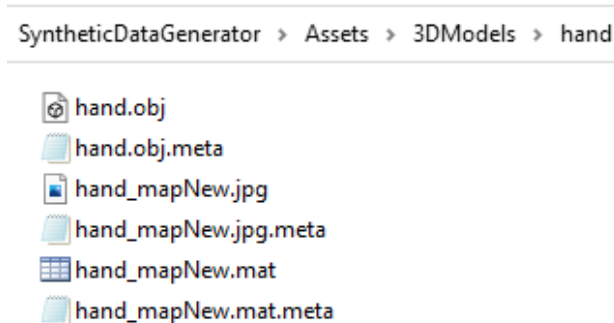 SyntheticDataGenerator > Assets > 3DModels > hand
hand.obj
hand.obj.meta
hand_mapNew.jpg
hand_mapNew.jpg.meta
hand_mapNew.mat
hand_mapNew.mat.meta